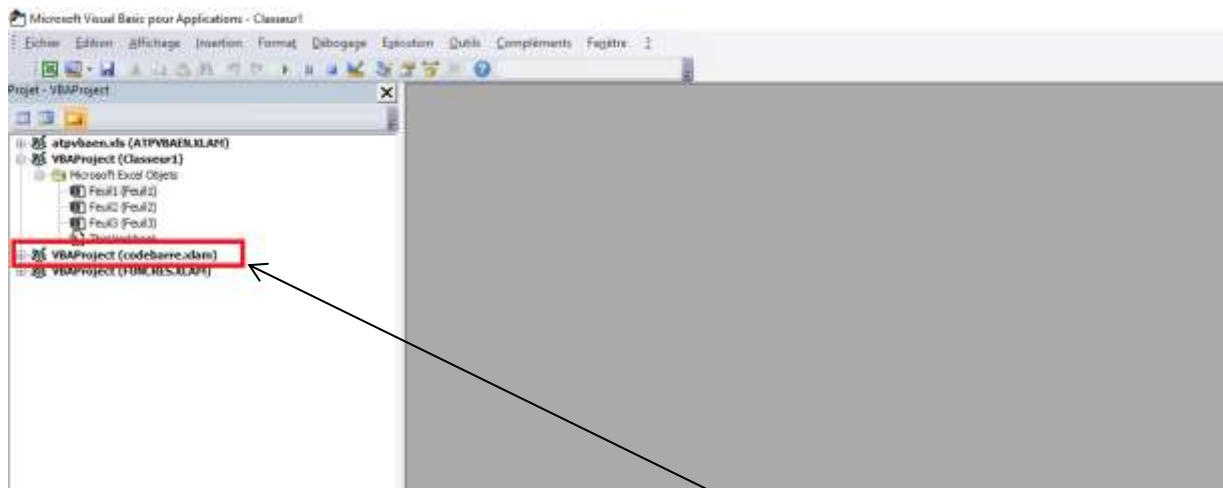 Microsoft Visual Basic pour Applications - Classeur1
Fichier Edition Affichage Insertion Format Débogage Exécution Outils Compléments Fenêtre ?
Projet - VBAProject
atpvbaen.xls (ATPVBAEN.XLAM)
VBAProject (Classeur1)
Microsoft Excel Objets
Feuil1 (Feuil1)
Feuil2 (Feuil2)
Feuil3 (Feuil3)
VBAProject (codebarre.xlam)
VBAProject (FUNCRES.XLAM)